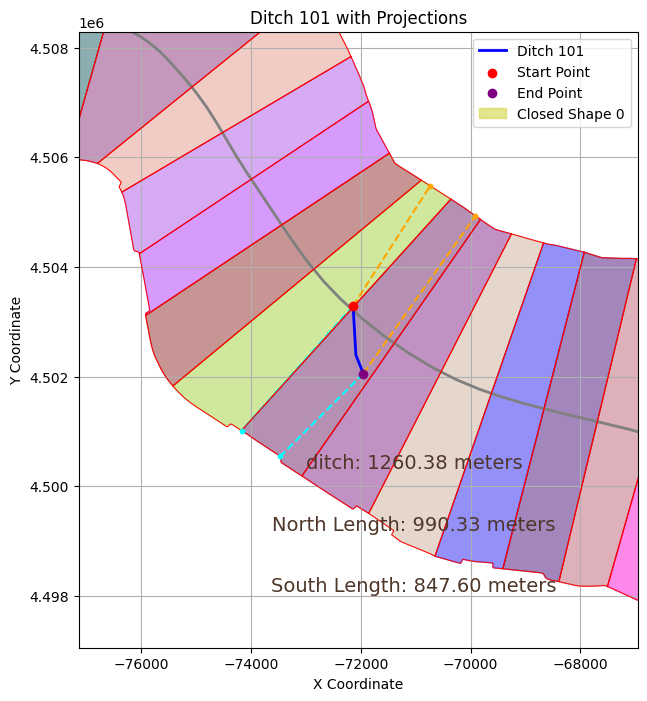 Ditch 101 with Projections
1e6
Ditch 101
Start Point
End Point
Closed Shape 0
4.508
4.506
4.504
4.502
4.500
4.498
Y Coordinate
ditch: 1260.38 meters
North Length: 990.33 meters
South Length: 847.60 meters
−76000 −74000 −72000 −70000 −68000
X Coordinate